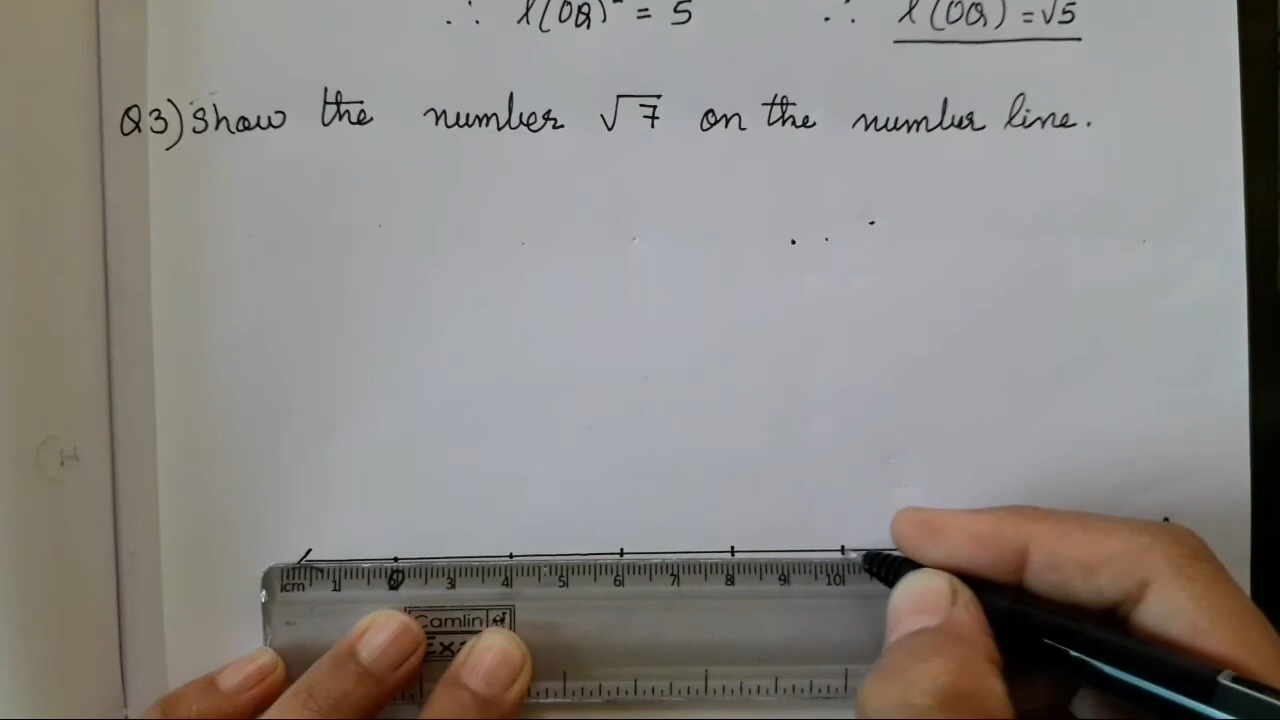 ∴ l(OQ)² = 5 ∴ l(OQ) = √5
Q3) Show the number √7 on the number line.
cm 1 3 4 5 6 7 8 9 10
Camlin
Exa